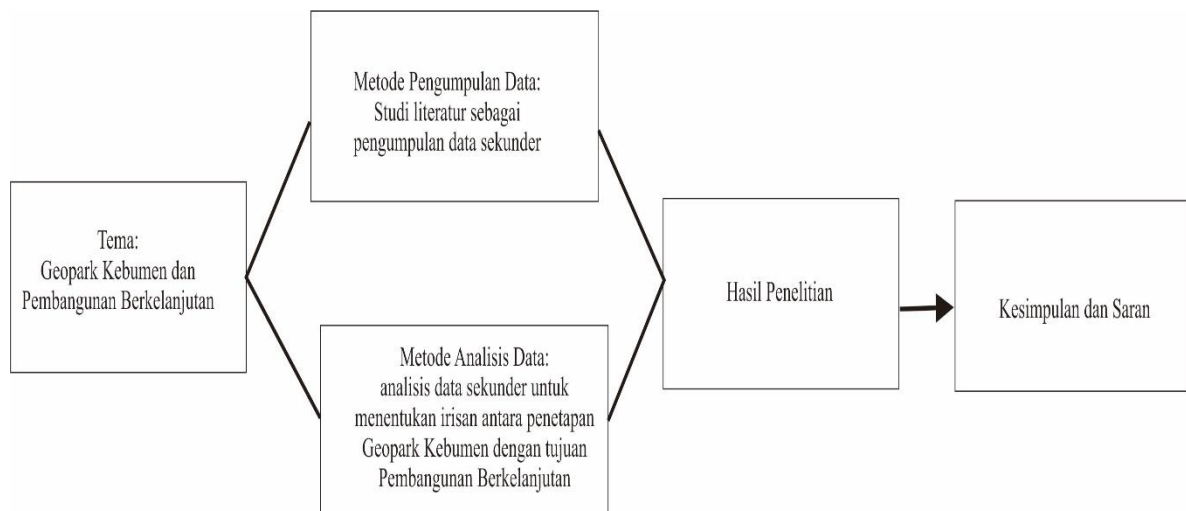 Tema:
Geopark Kebumen dan
Pembangunan Berkelanjutan
Metode Pengumpulan Data:
Studi literatur sebagai
pengumpulan data sekunder
Metode Analisis Data:
analisis data sekunder untuk
menentukan irisan antara penetapan
Geopark Kebumen dengan tujuan
Pembangunan Berkelanjutan
Hasil Penelitian
Kesimpulan dan Saran